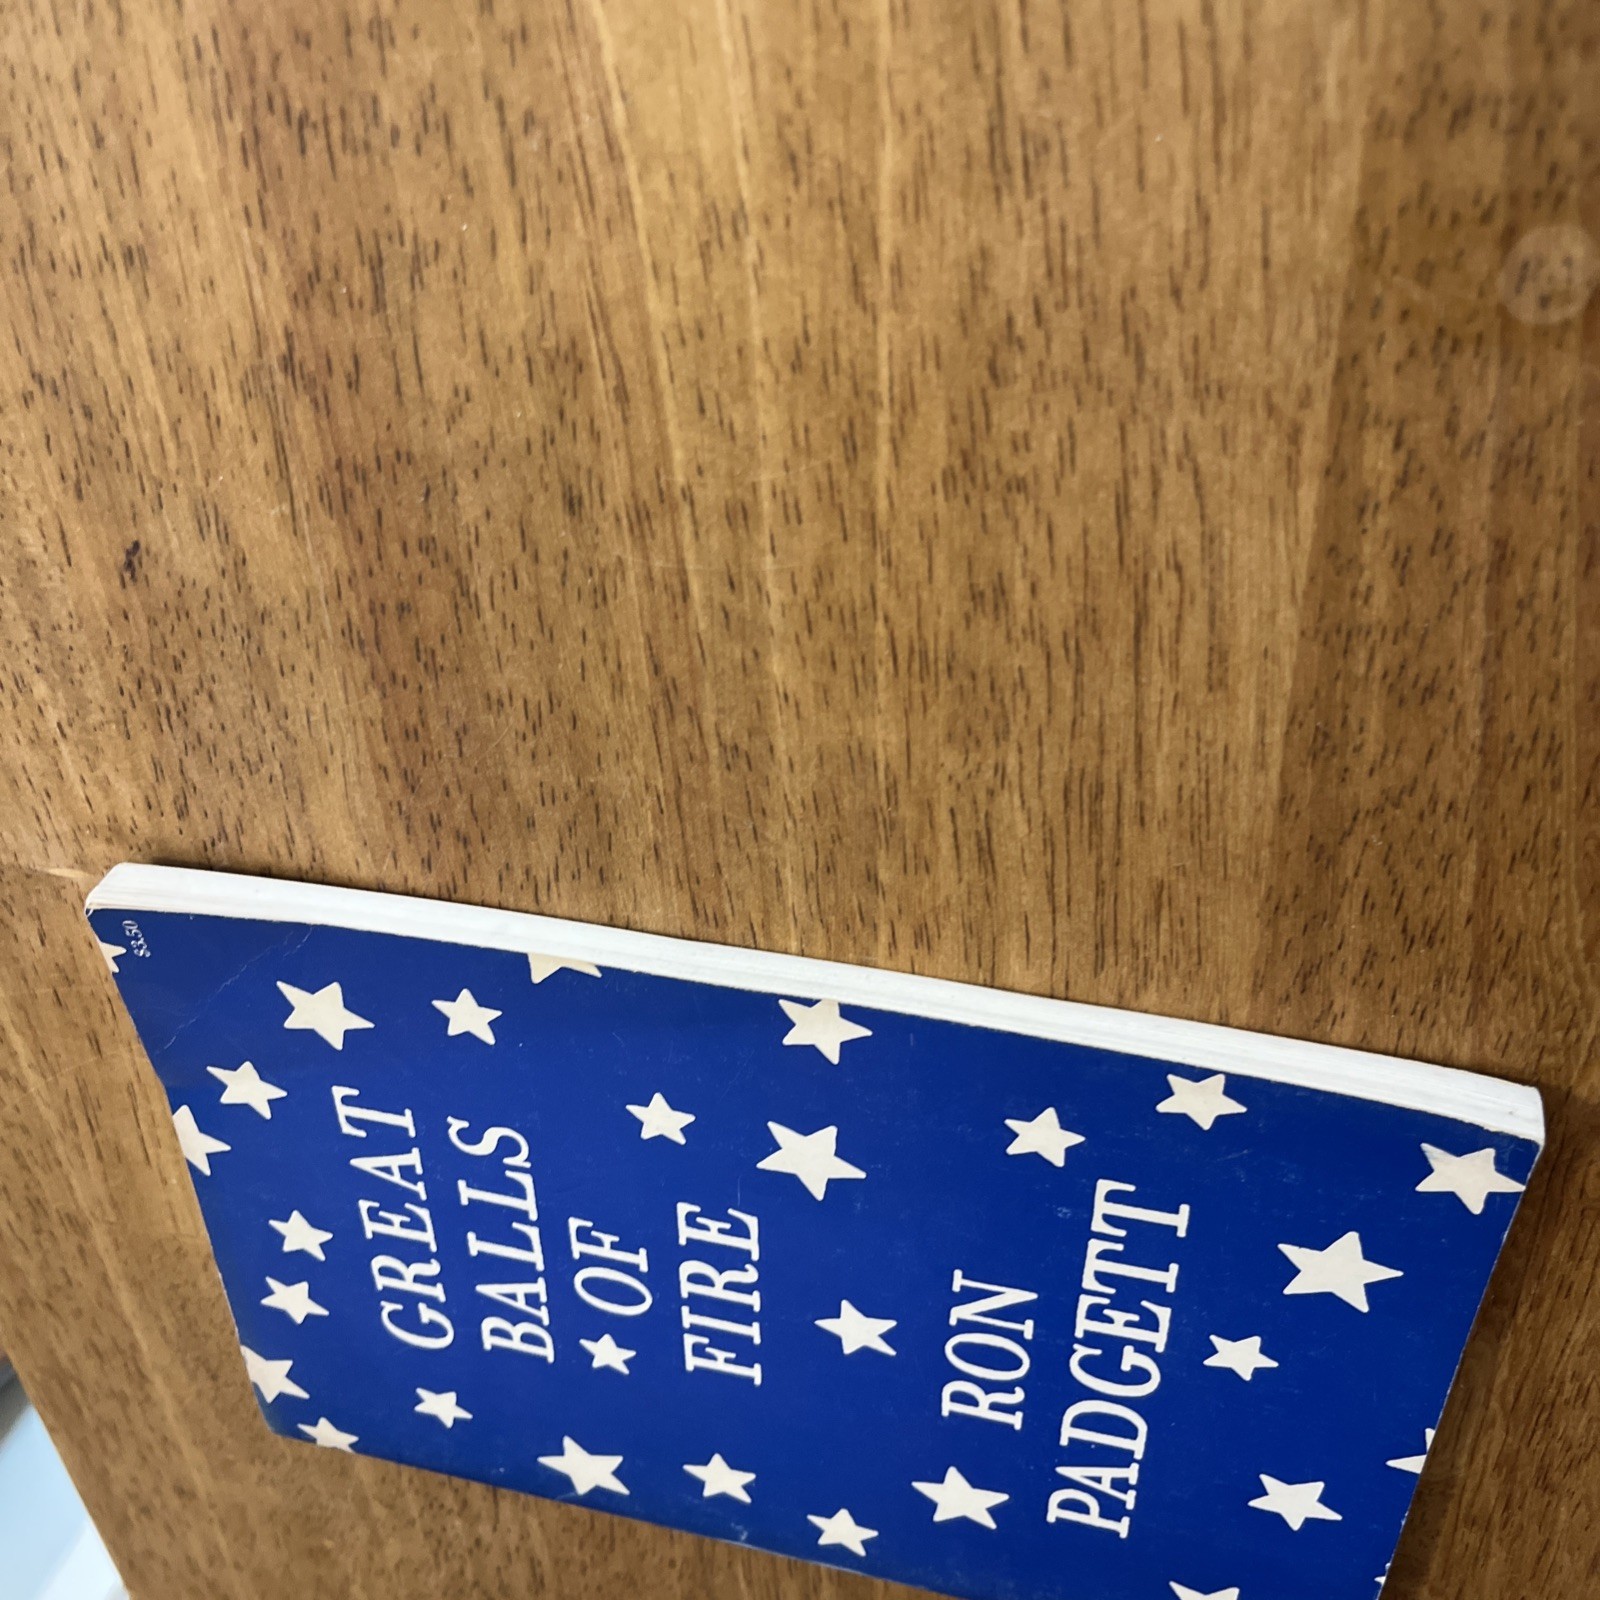 $3.50
GREAT
BALLS
OF
FIRE
RON
PADGETT